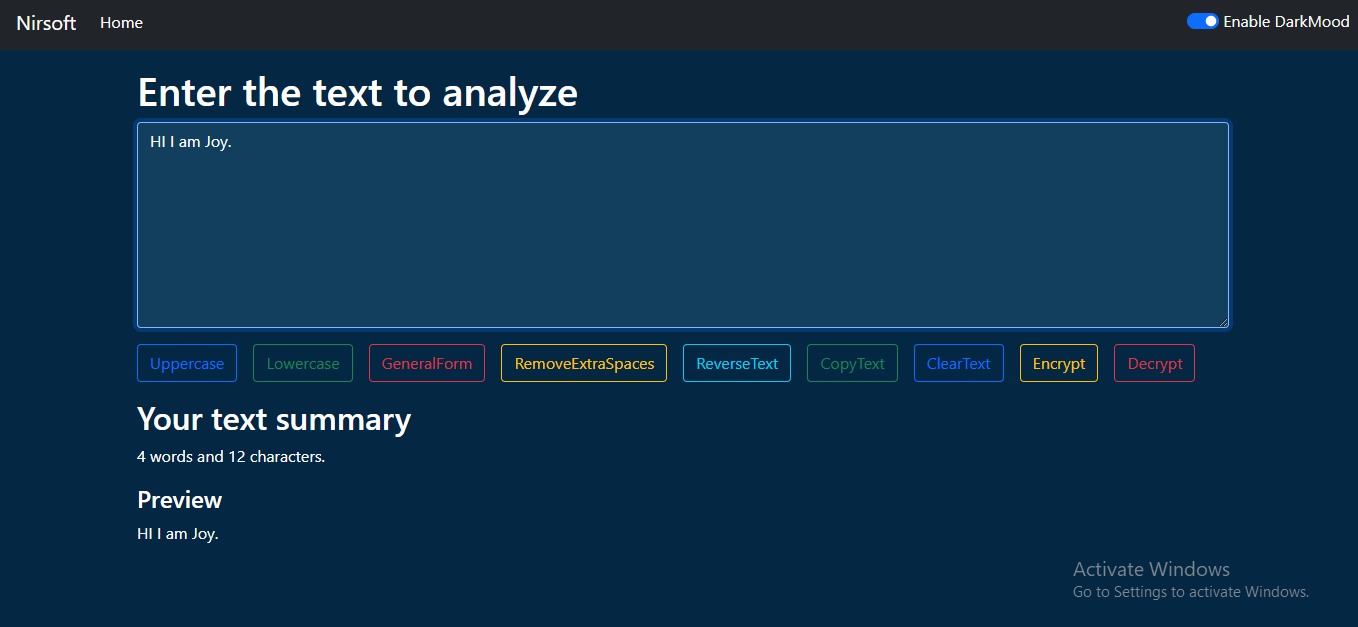 Nirsoft Home Enable DarkMood
Enter the text to analyze
HI I am Joy.
Uppercase Lowercase GeneralForm RemoveExtraSpaces ReverseText CopyText ClearText Encrypt Decrypt
Your text summary
4 words and 12 characters.
Preview
HI I am Joy.
Activate Windows
Go to Settings to activate Windows.